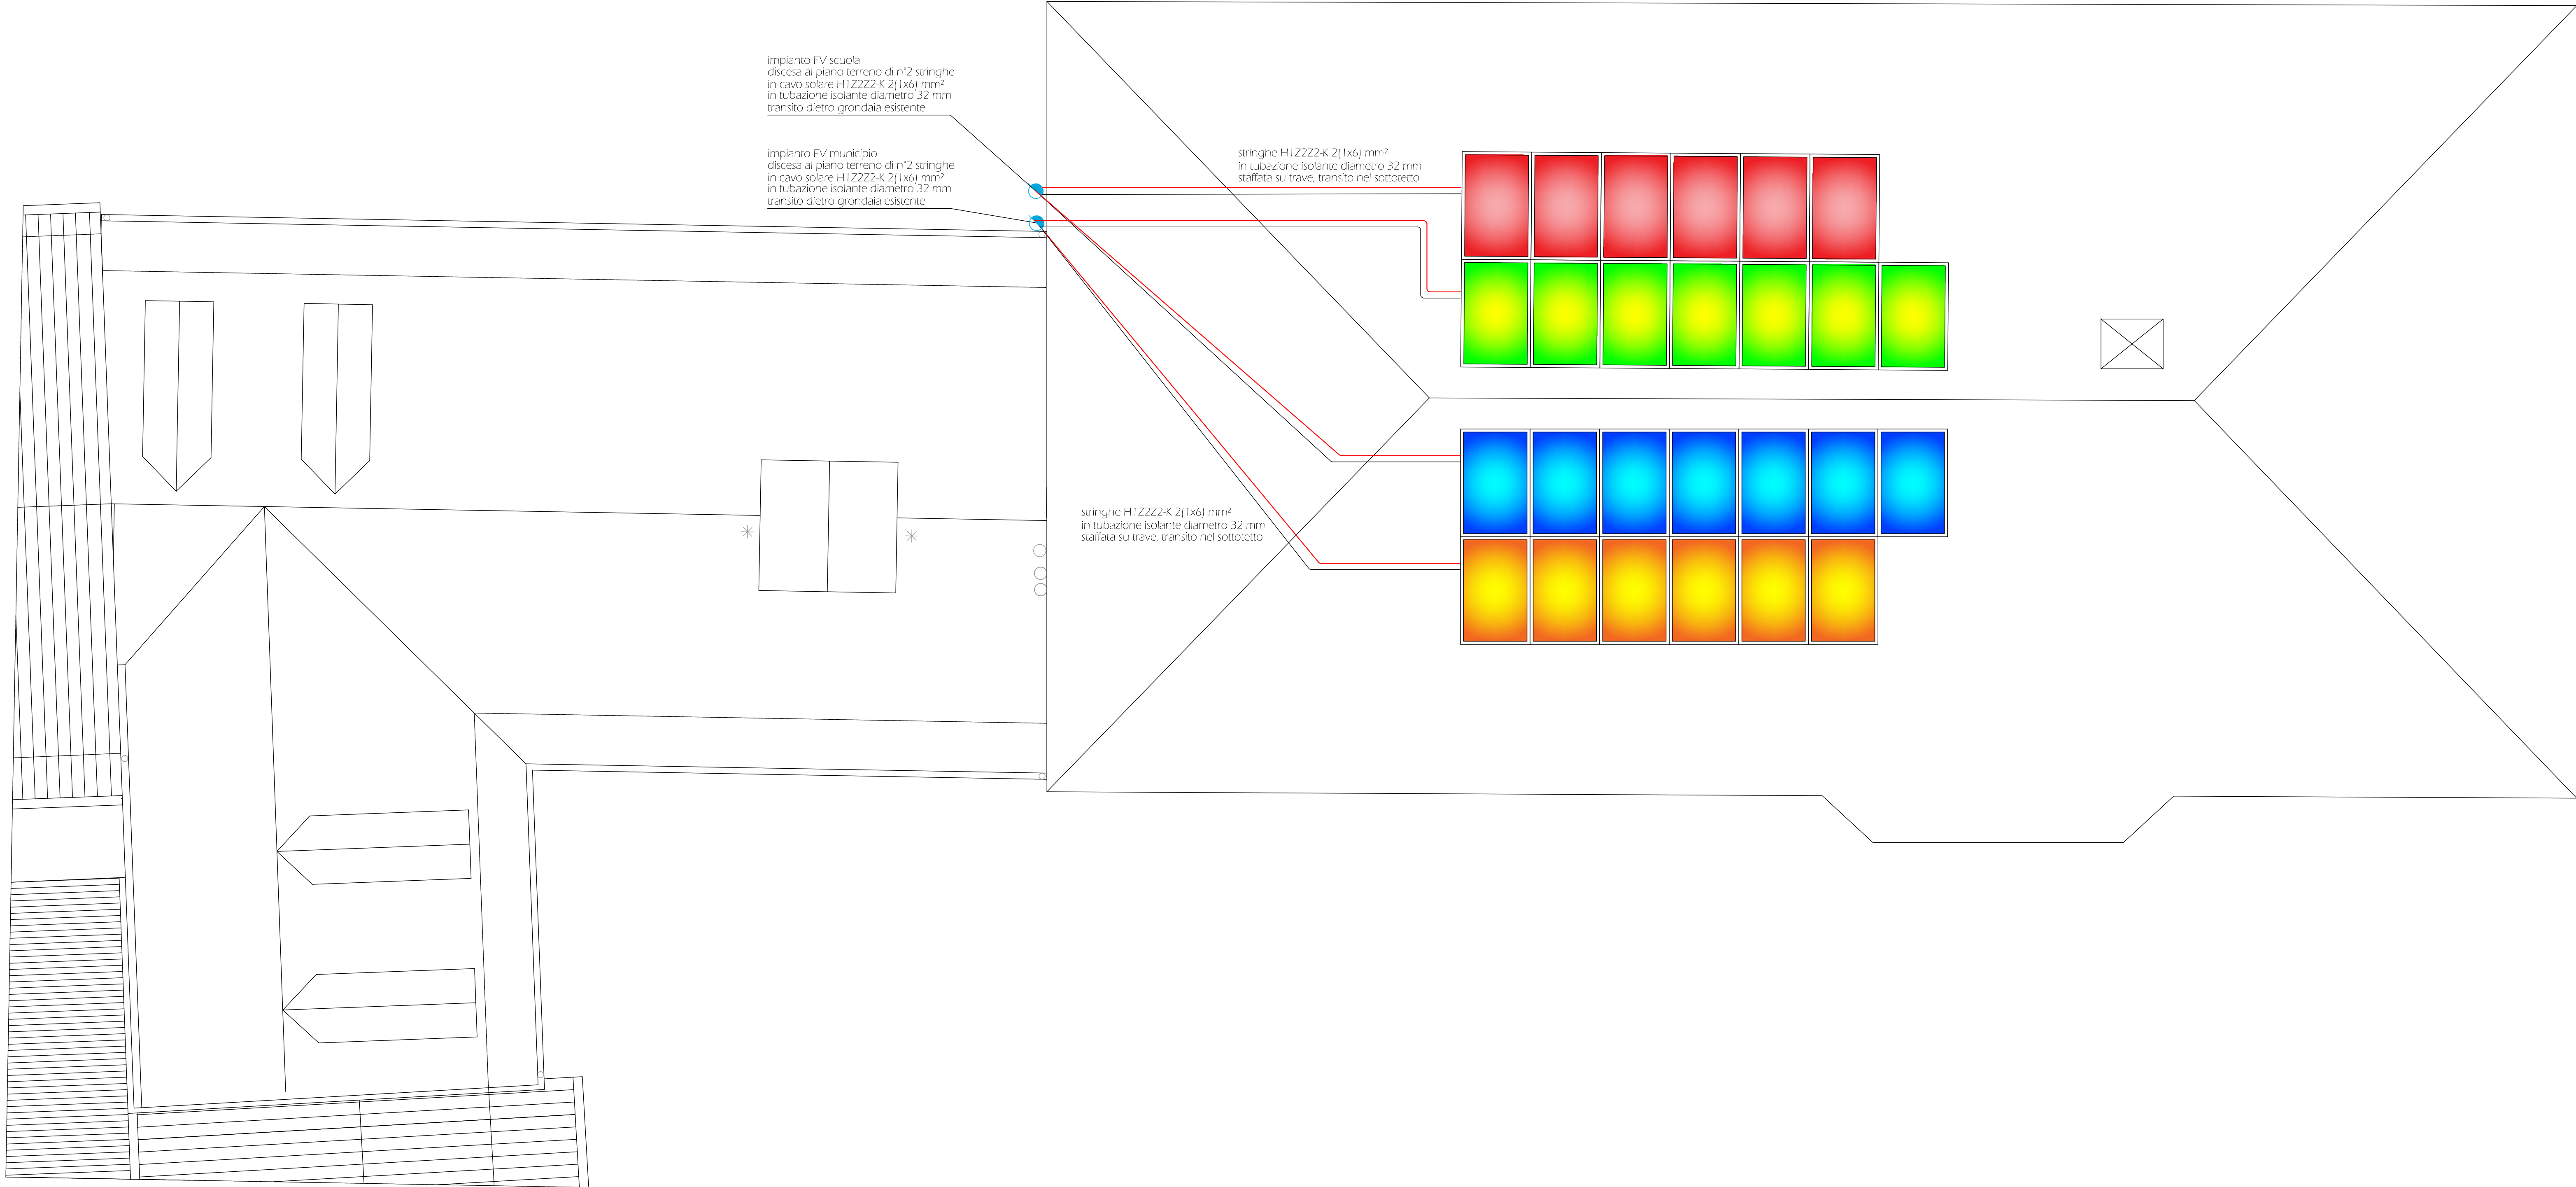 impianto FV scuola
discesa al piano terreno di n°2 stringhe
in cavo solare H1Z2Z2-K 2(1x6) mm²
in tubazione isolante diametro 32 mm
transito dietro grondaia esistente
impianto FV municipio
discesa al piano terreno di n°2 stringhe
in cavo solare H1Z2Z2-K 2(1x6) mm²
in tubazione isolante diametro 32 mm
transito dietro grondaia esistente
stringhe H1Z2Z2-K 2(1x6) mm²
in tubazione isolante diametro 32 mm
staffata su trave, transito nel sottotetto
stringhe H1Z2Z2-K 2(1x6) mm²
in tubazione isolante diametro 32 mm
staffata su trave, transito nel sottotetto